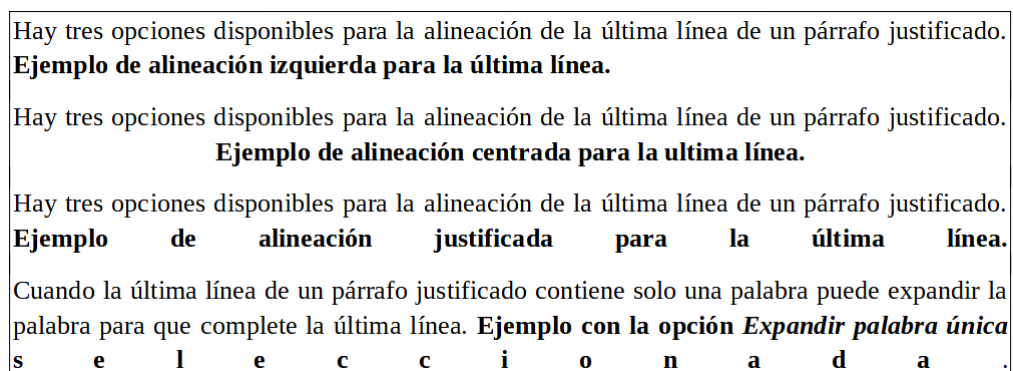 Hay tres opciones disponibles para la alineación de la última línea de un párrafo justificado.
Ejemplo de alineación izquierda para la última línea.
Hay tres opciones disponibles para la alineación de la última línea de un párrafo justificado.
Ejemplo de alineación centrada para la ultima línea.
Hay tres opciones disponibles para la alineación de la última línea de un párrafo justificado.
Ejemplo de alineación justificada para la última línea.
Cuando la última línea de un párrafo justificado contiene solo una palabra puede expandir la
palabra para que complete la última línea. Ejemplo con la opción Expandir palabra única
s e l e c c i o n a d a .